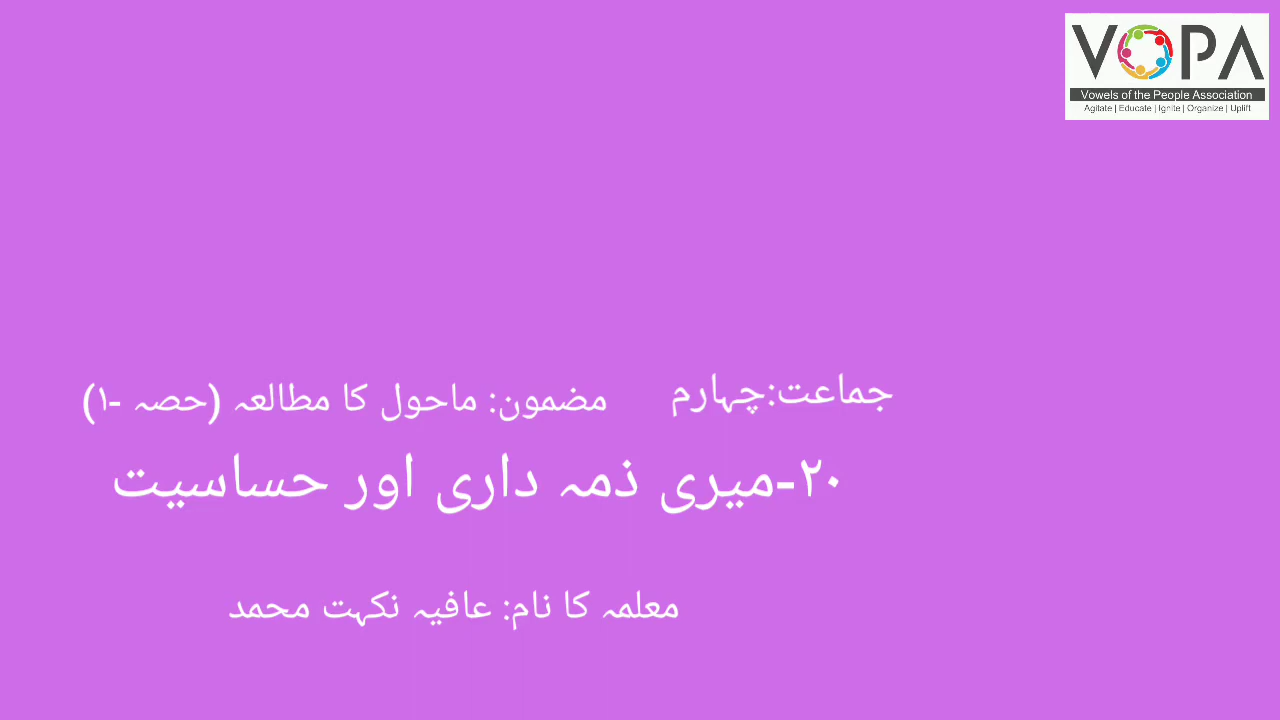 VOPA
Vowels of the People Association
Agitate | Educate | Ignite | Organize | Uplift
جماعت:چہارم مضمون: ماحول کا مطالعہ (حصہ -۱)
۲۰-میری ذمہ داری اور حساسیت
معلمہ کا نام: عافیہ نکہت محمد